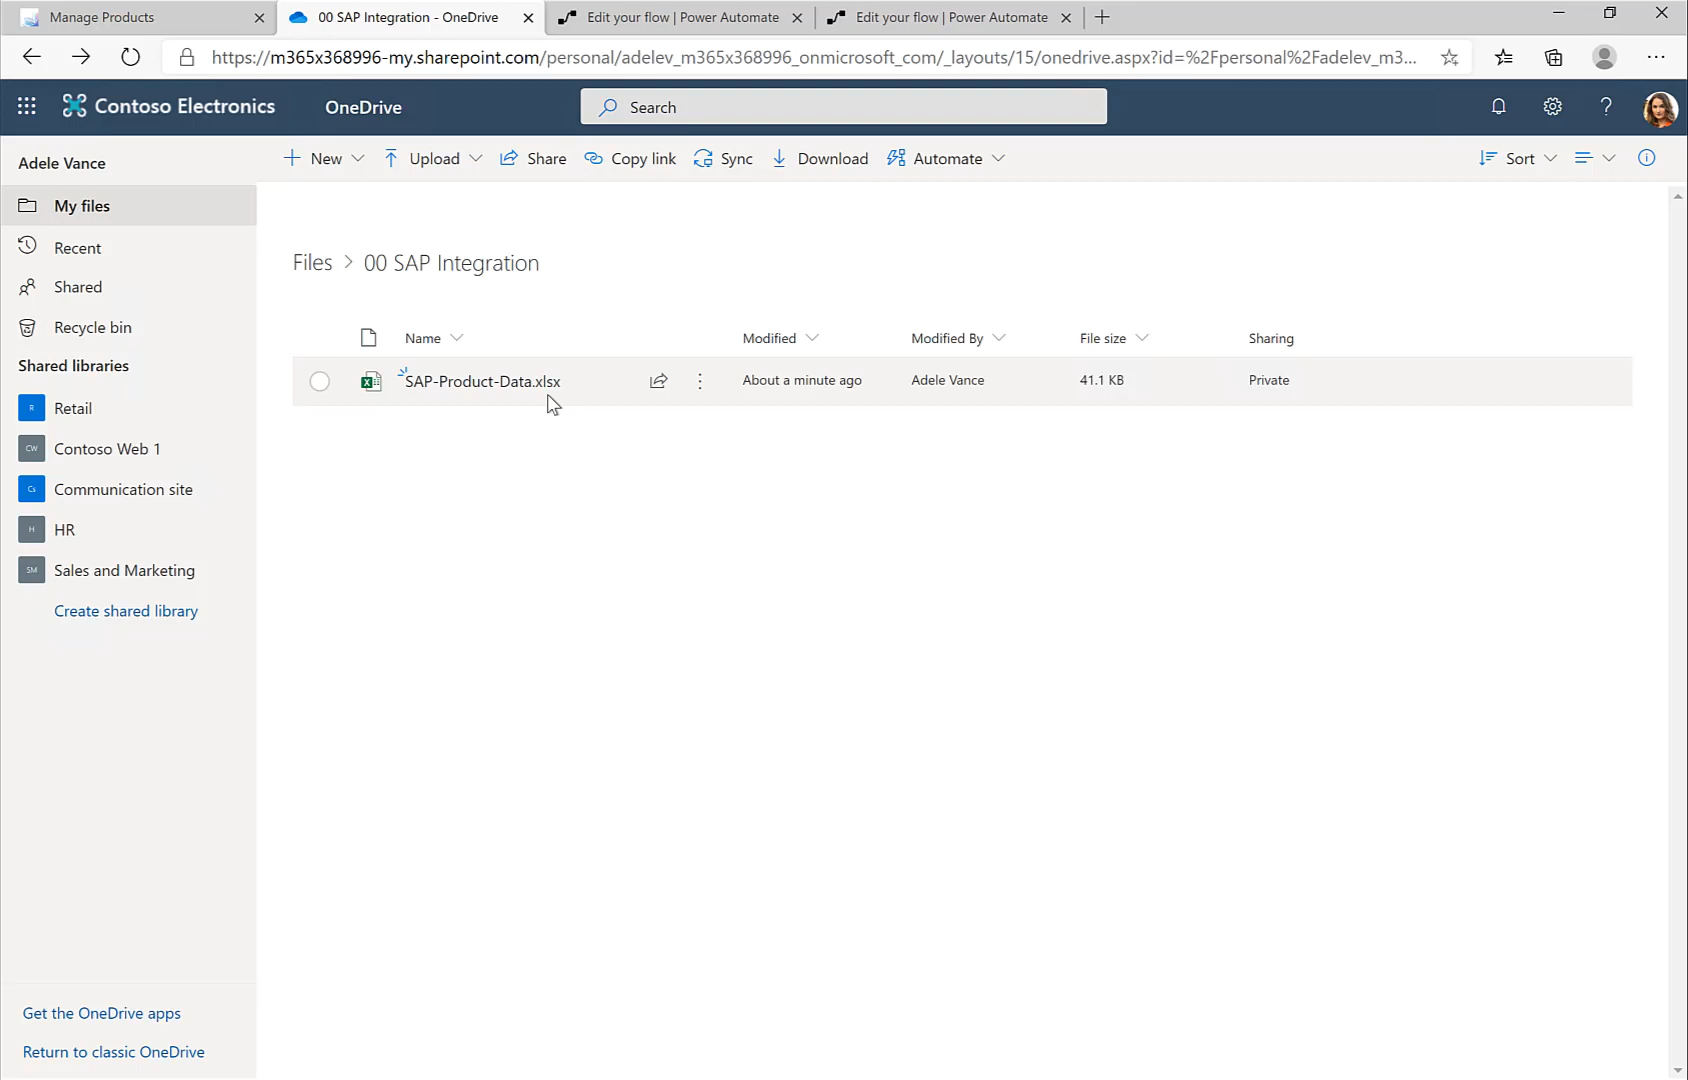 Manage Products
00 SAP Integration - OneDrive
Edit your flow | Power Automate
Edit your flow | Power Automate
https://m365x368996-my.sharepoint.com/personal/adelev_m365x368996_onmicrosoft_com/_layouts/15/onedrive.aspx?id=%2Fpersonal%2Fadelev_m3...
Contoso Electronics
OneDrive
Search
Adele Vance
New
Upload
Share
Copy link
Sync
Download
Automate
Sort
My files
Recent
Shared
Recycle bin
Shared libraries
R Retail
CW Contoso Web 1
Cs Communication site
H HR
SM Sales and Marketing
Create shared library
Files > 00 SAP Integration
Name Modified Modified By File size Sharing
SAP-Product-Data.xlsx About a minute ago Adele Vance 41.1 KB Private
Get the OneDrive apps
Return to classic OneDrive